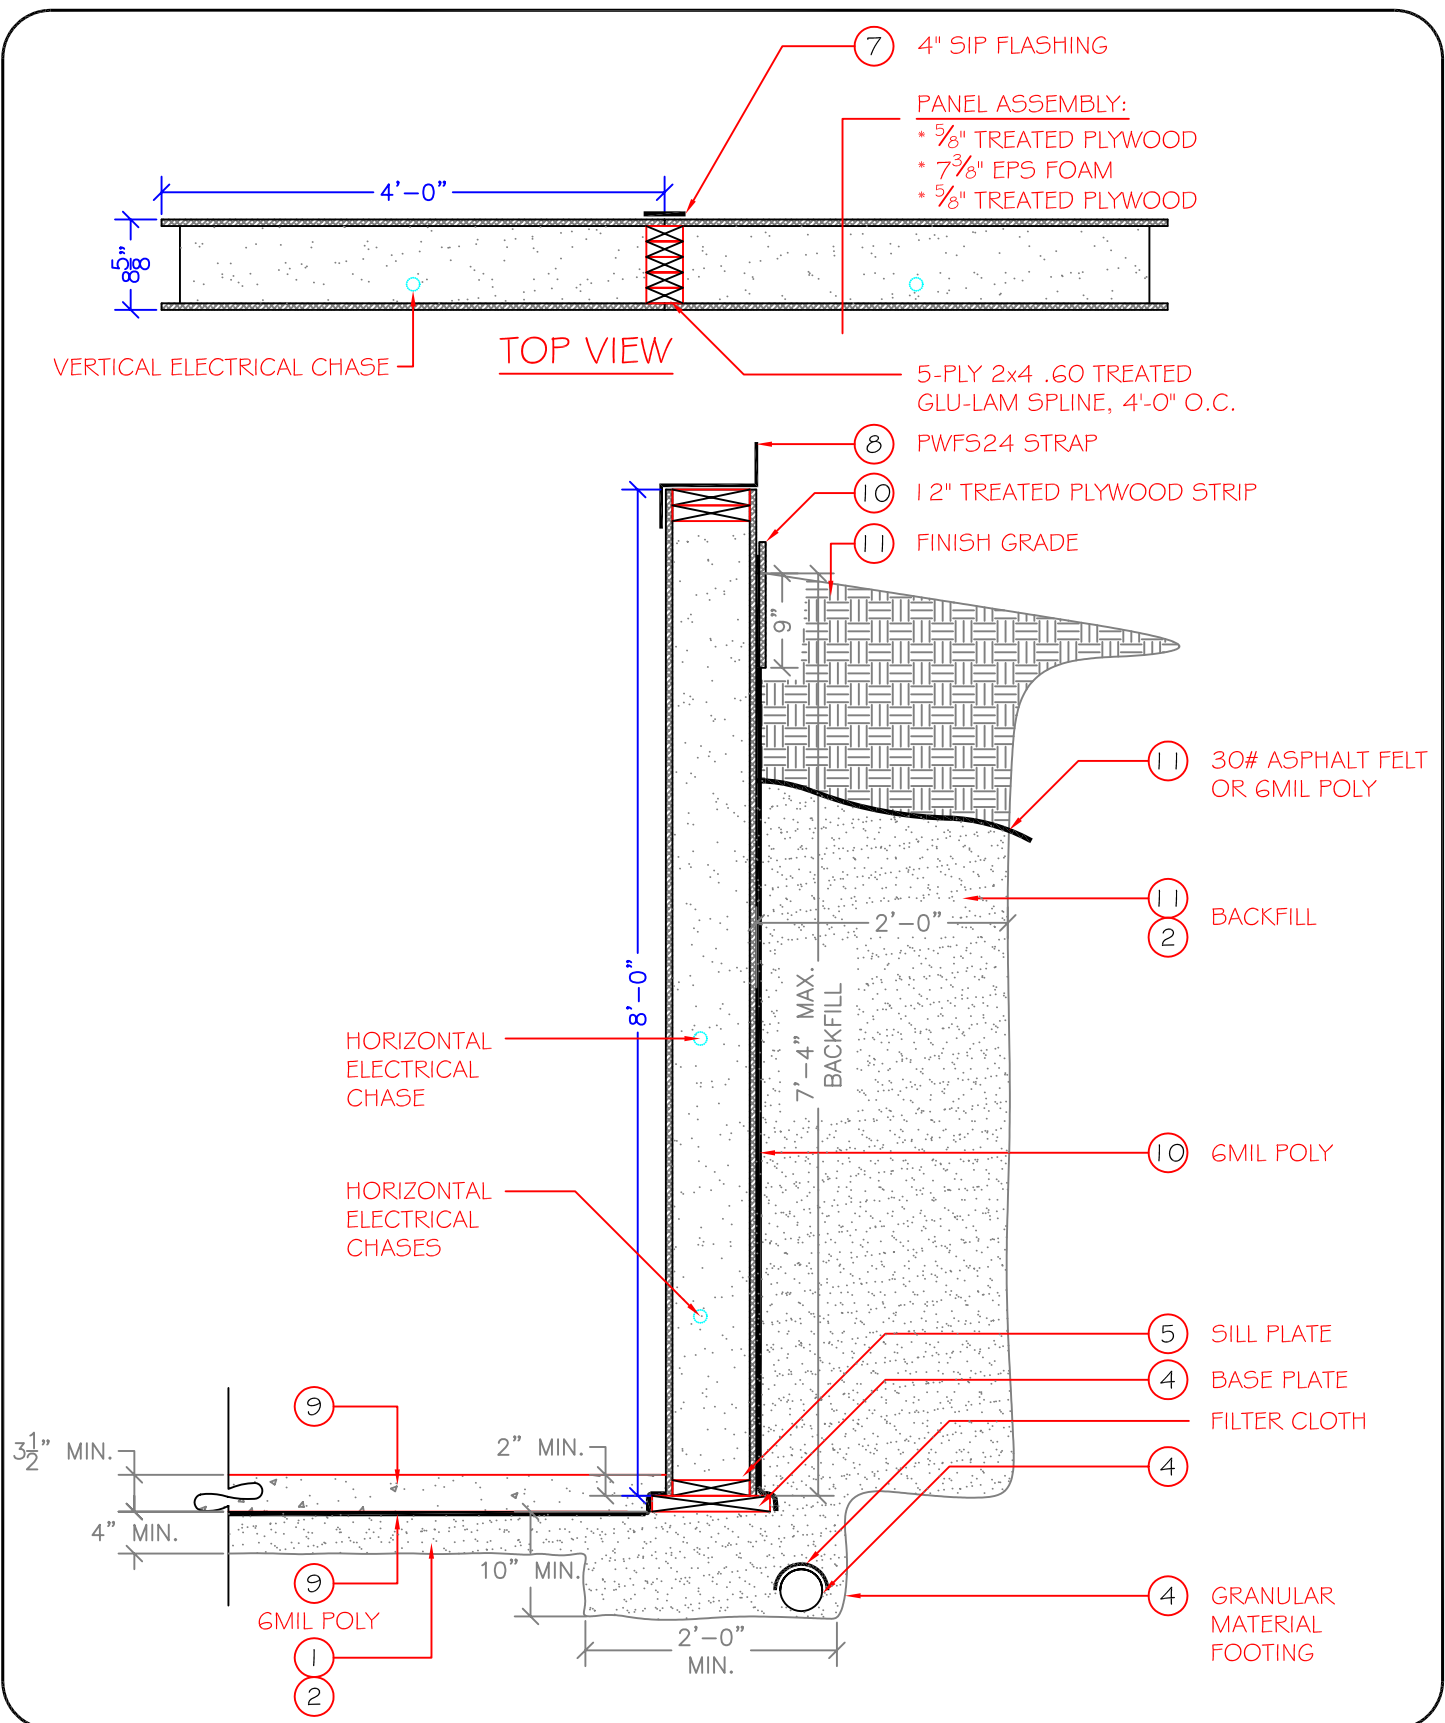 7 4" SIP FLASHING
PANEL ASSEMBLY:
* 5/8" TREATED PLYWOOD
* 7 3/8" EPS FOAM
* 5/8" TREATED PLYWOOD
4'-0"
8 5/8"
VERTICAL ELECTRICAL CHASE
TOP VIEW
5-PLY 2x4 .60 TREATED
GLU-LAM SPLINE, 4'-0" O.C.
8 PWFS24 STRAP
10 12" TREATED PLYWOOD STRIP
11 FINISH GRADE
9"
11 30# ASPHALT FELT
OR 6MIL POLY
11
2
BACKFILL
2'-0"
8'-0"
7'-4" MAX.
BACKFILL
HORIZONTAL
ELECTRICAL
CHASE
10 6MIL POLY
HORIZONTAL
ELECTRICAL
CHASES
5 SILL PLATE
4 BASE PLATE
FILTER CLOTH
4
9
3 1/2" MIN.
2" MIN.
4" MIN.
10" MIN.
9
6MIL POLY
1
2
2'-0"
MIN.
4 GRANULAR
MATERIAL
FOOTING